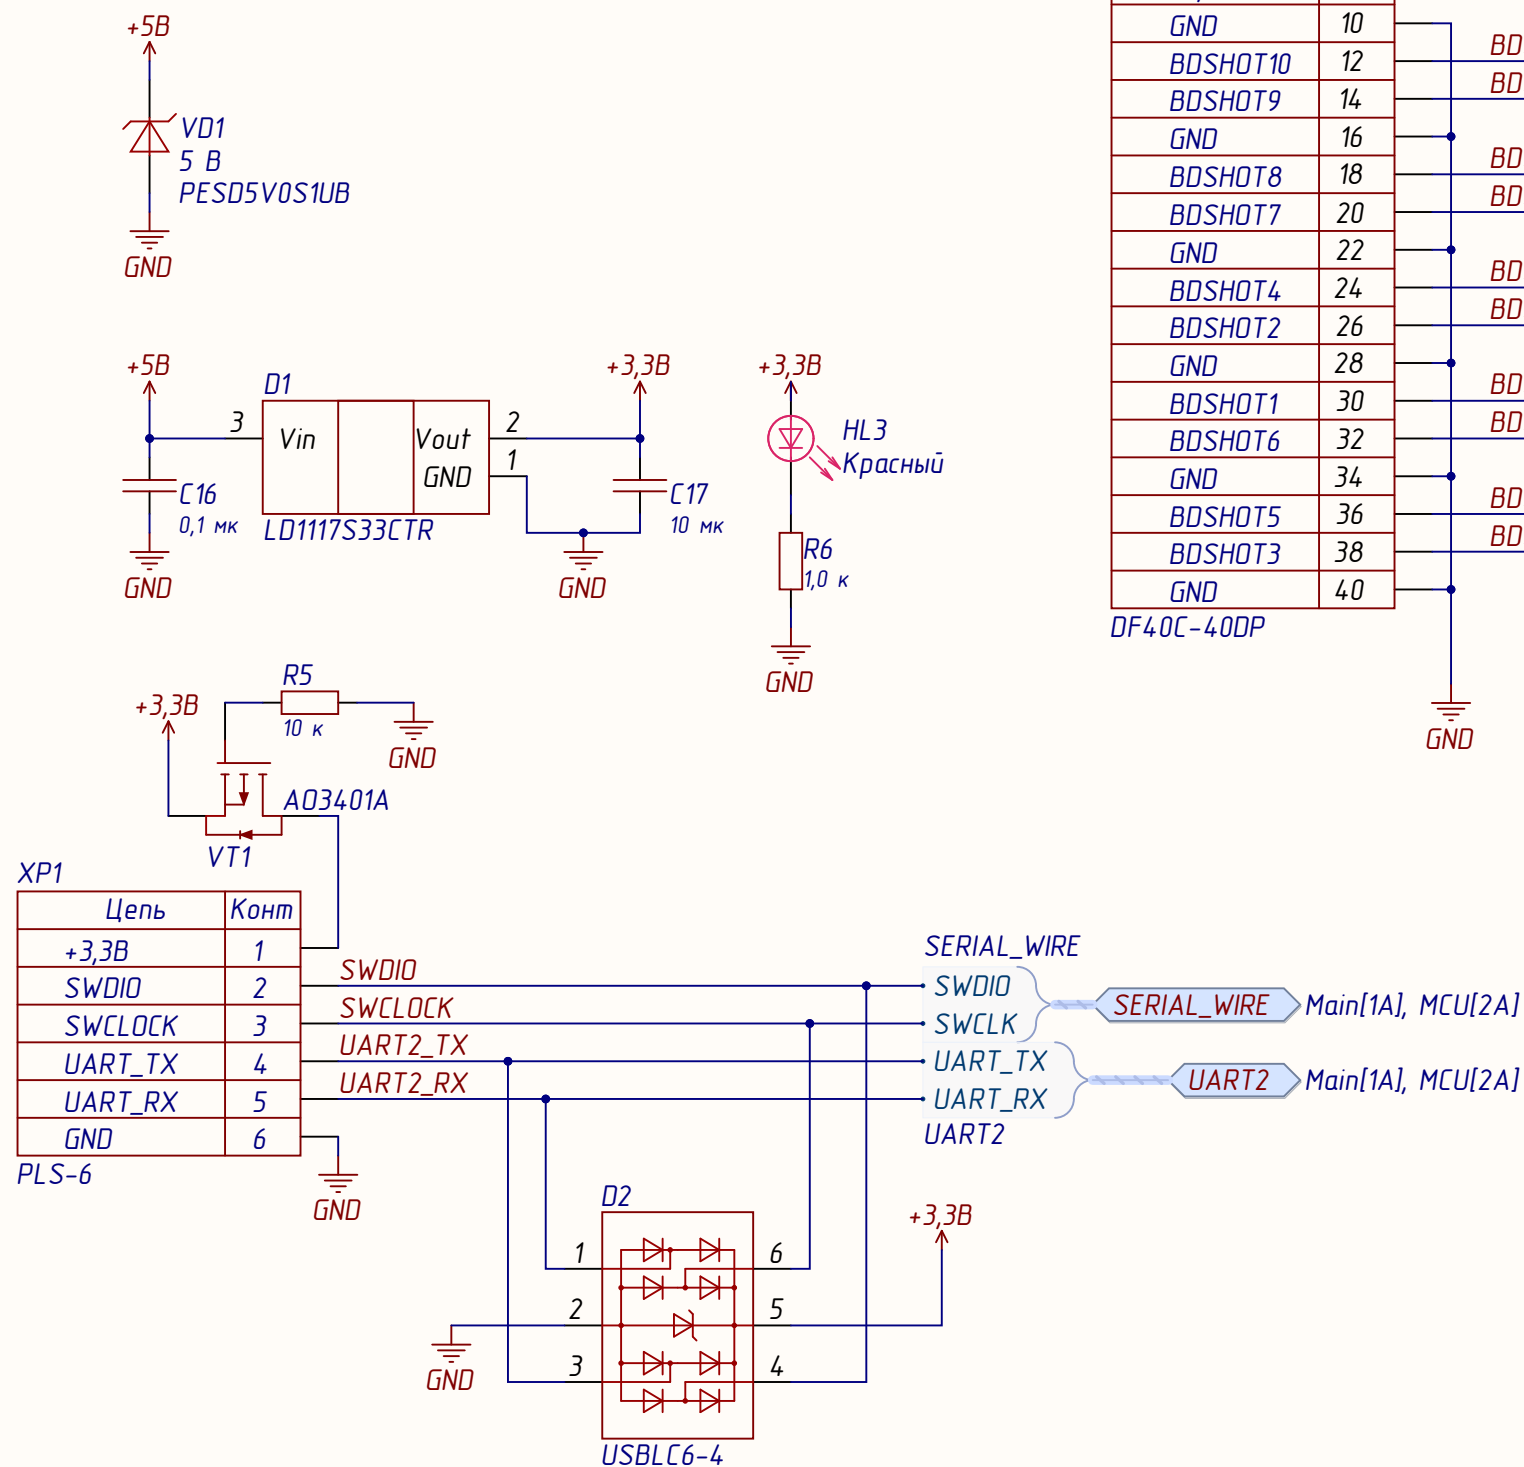 +5В
VD1
5 В
PESD5V0S1UB
GND
+5В
D1
3
Vin
Vout
2
GND
1
C16
0,1 мк
LD1117S33CTR
GND
+3,3В
C17
10 мк
GND
+3,3В
HL3
Красный
R6
1,0 к
GND
GND 10
BDSHOT10 12 BD
BDSHOT9 14 BD
GND 16
BDSHOT8 18 BD
BDSHOT7 20 BD
GND 22
BDSHOT4 24 BD
BDSHOT2 26 BD
GND 28
BDSHOT1 30 BD
BDSHOT6 32 BD
GND 34
BDSHOT5 36 BD
BDSHOT3 38 BD
GND 40
DF40C-40DP
GND
R5
10 к
+3,3В
GND
AO3401A
VT1
XP1
Цепь Конт
+3,3В 1
SWDIO 2
SWCLOCK 3
UART_TX 4
UART_RX 5
GND 6
PLS-6
GND
SWDIO
SWCLOCK
UART2_TX
UART2_RX
SERIAL_WIRE
SWDIO
SWCLK
SERIAL_WIRE Main[1A], MCU[2A]
UART_TX
UART_RX
UART2 Main[1A], MCU[2A]
UART2
D2
1 6
2 5
3 4
USBLC6-4
GND
+3,3В